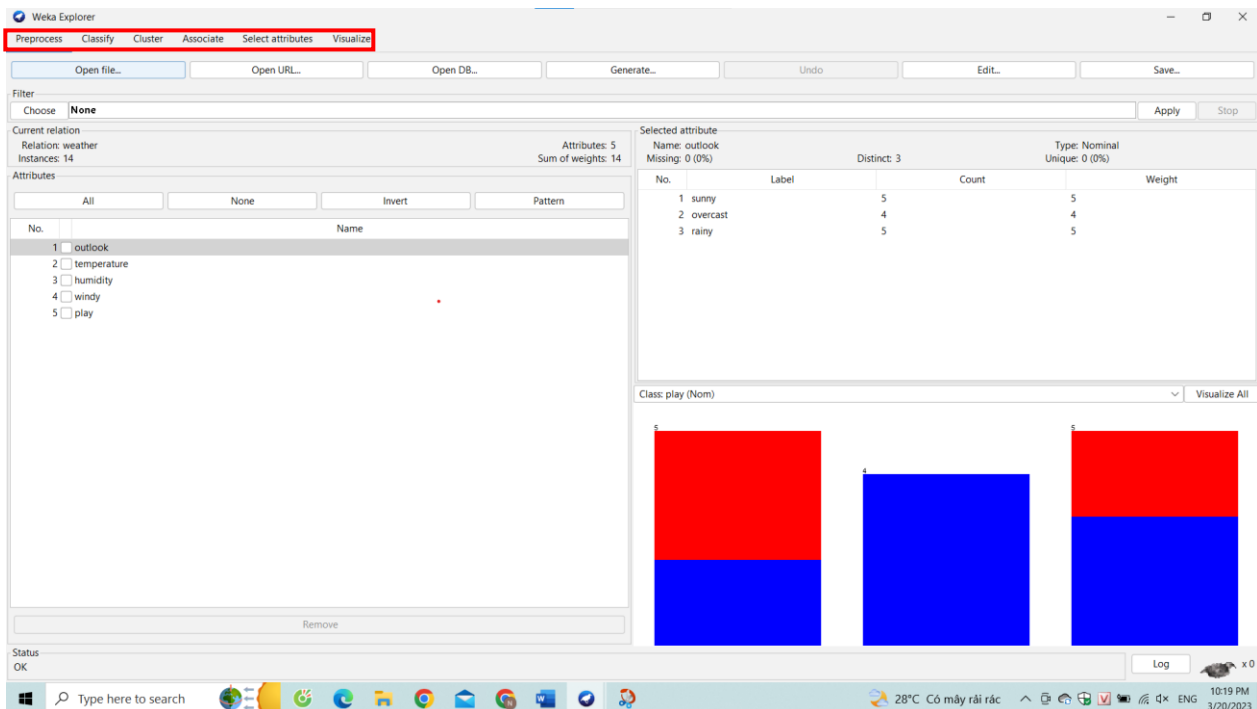 Weka Explorer
Preprocess Classify Cluster Associate Select attributes Visualize
Open file... Open URL... Open DB... Generate... Undo Edit... Save...
Filter
Choose None Apply Stop
Current relation
Relation: weather Attributes: 5
Instances: 14 Sum of weights: 14
Attributes
All None Invert Pattern
No. Name
1 outlook
2 temperature
3 humidity
4 windy
5 play
Remove
Selected attribute
Name: outlook Type: Nominal
Missing: 0 (0%) Distinct: 3 Unique: 0 (0%)
No. Label Count Weight
1 sunny 5 5
2 overcast 4 4
3 rainy 5 5
Class: play (Nom) Visualize All
5 4 5
Status
OK
Log x 0
Type here to search 28°C Có mây rải rác ENG 10:19 PM
3/20/2023